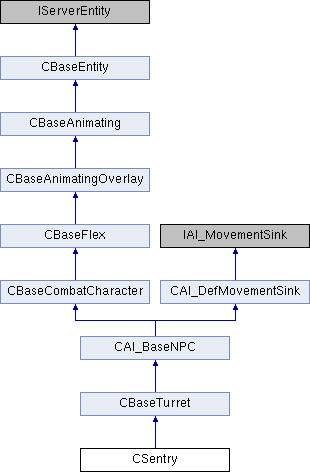 IServerEntity
CBaseEntity
CBaseAnimating
CBaseAnimatingOverlay
CBaseFlex
IAI_MovementSink
CBaseCombatCharacter
CAI_DefMovementSink
CAI_BaseNPC
CBaseTurret
CSentry